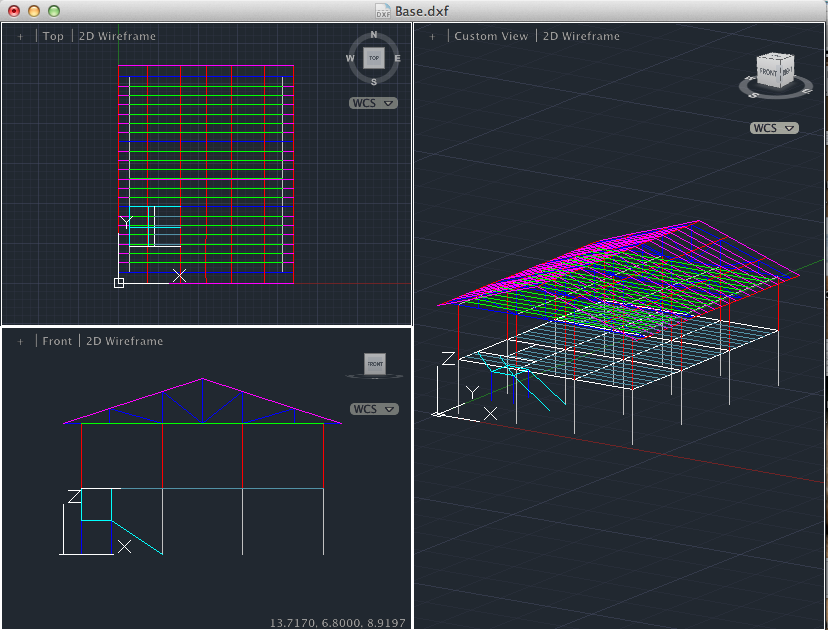 DXF Base.dxf
+ | Top | 2D Wireframe
N
W TOP E
S
WCS
Y
X
+ | Front | 2D Wireframe
FRONT
WCS
Z
X
13.7170, 6.8000, 8.9197
+ | Custom View | 2D Wireframe
FRONT
S E
WCS
Z
Y
X